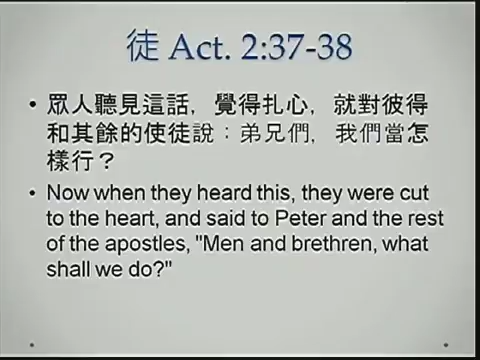 徒 Act. 2:37-38
• 眾人聽見這話，覺得扎心，就對彼得
和其餘的使徒說：弟兄們，我們當怎
樣行？
• Now when they heard this, they were cut
to the heart, and said to Peter and the rest
of the apostles, "Men and brethren, what
shall we do?"